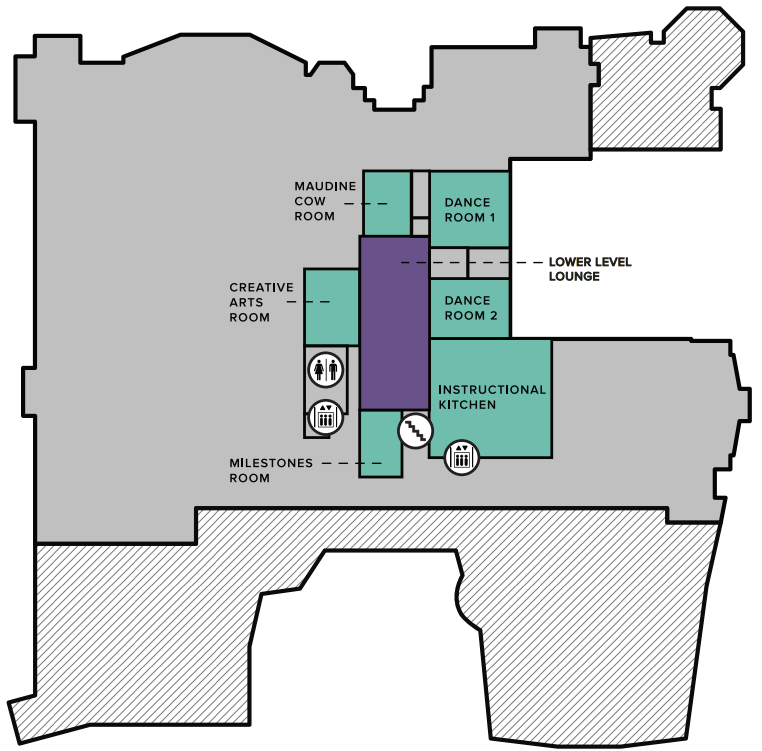 MAUDINE
COW
ROOM
DANCE
ROOM 1
LOWER LEVEL
LOUNGE
CREATIVE
ARTS
ROOM
DANCE
ROOM 2
INSTRUCTIONAL
KITCHEN
MILESTONES
ROOM